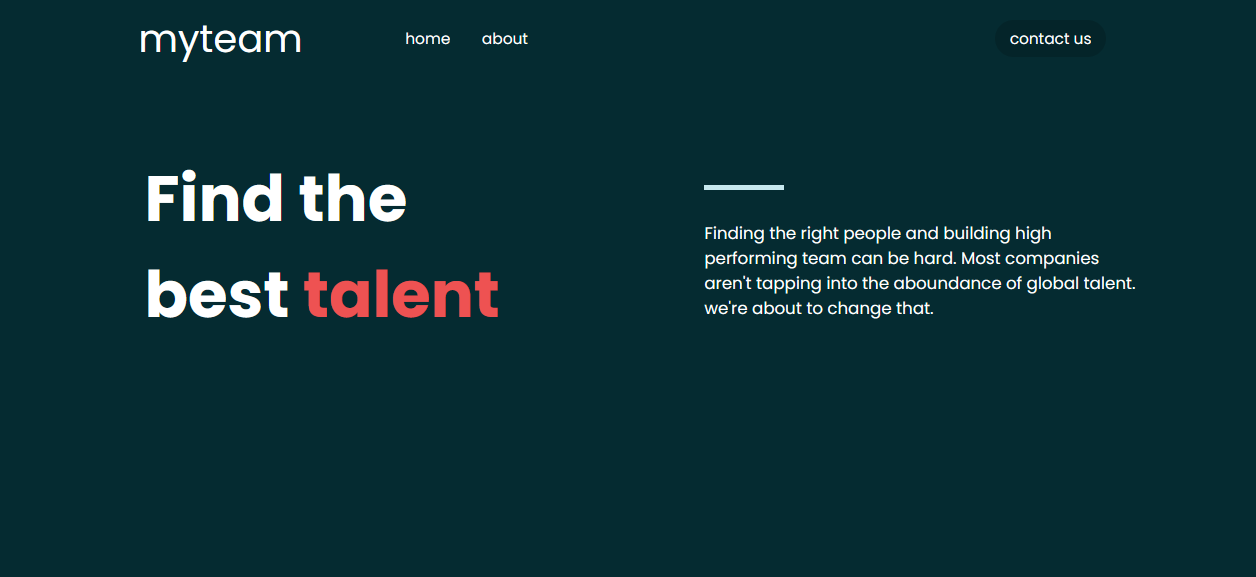 myteam
home about
contact us
Find the
best talent
Finding the right people and building high
performing team can be hard. Most companies
aren't tapping into the aboundance of global talent.
we're about to change that.